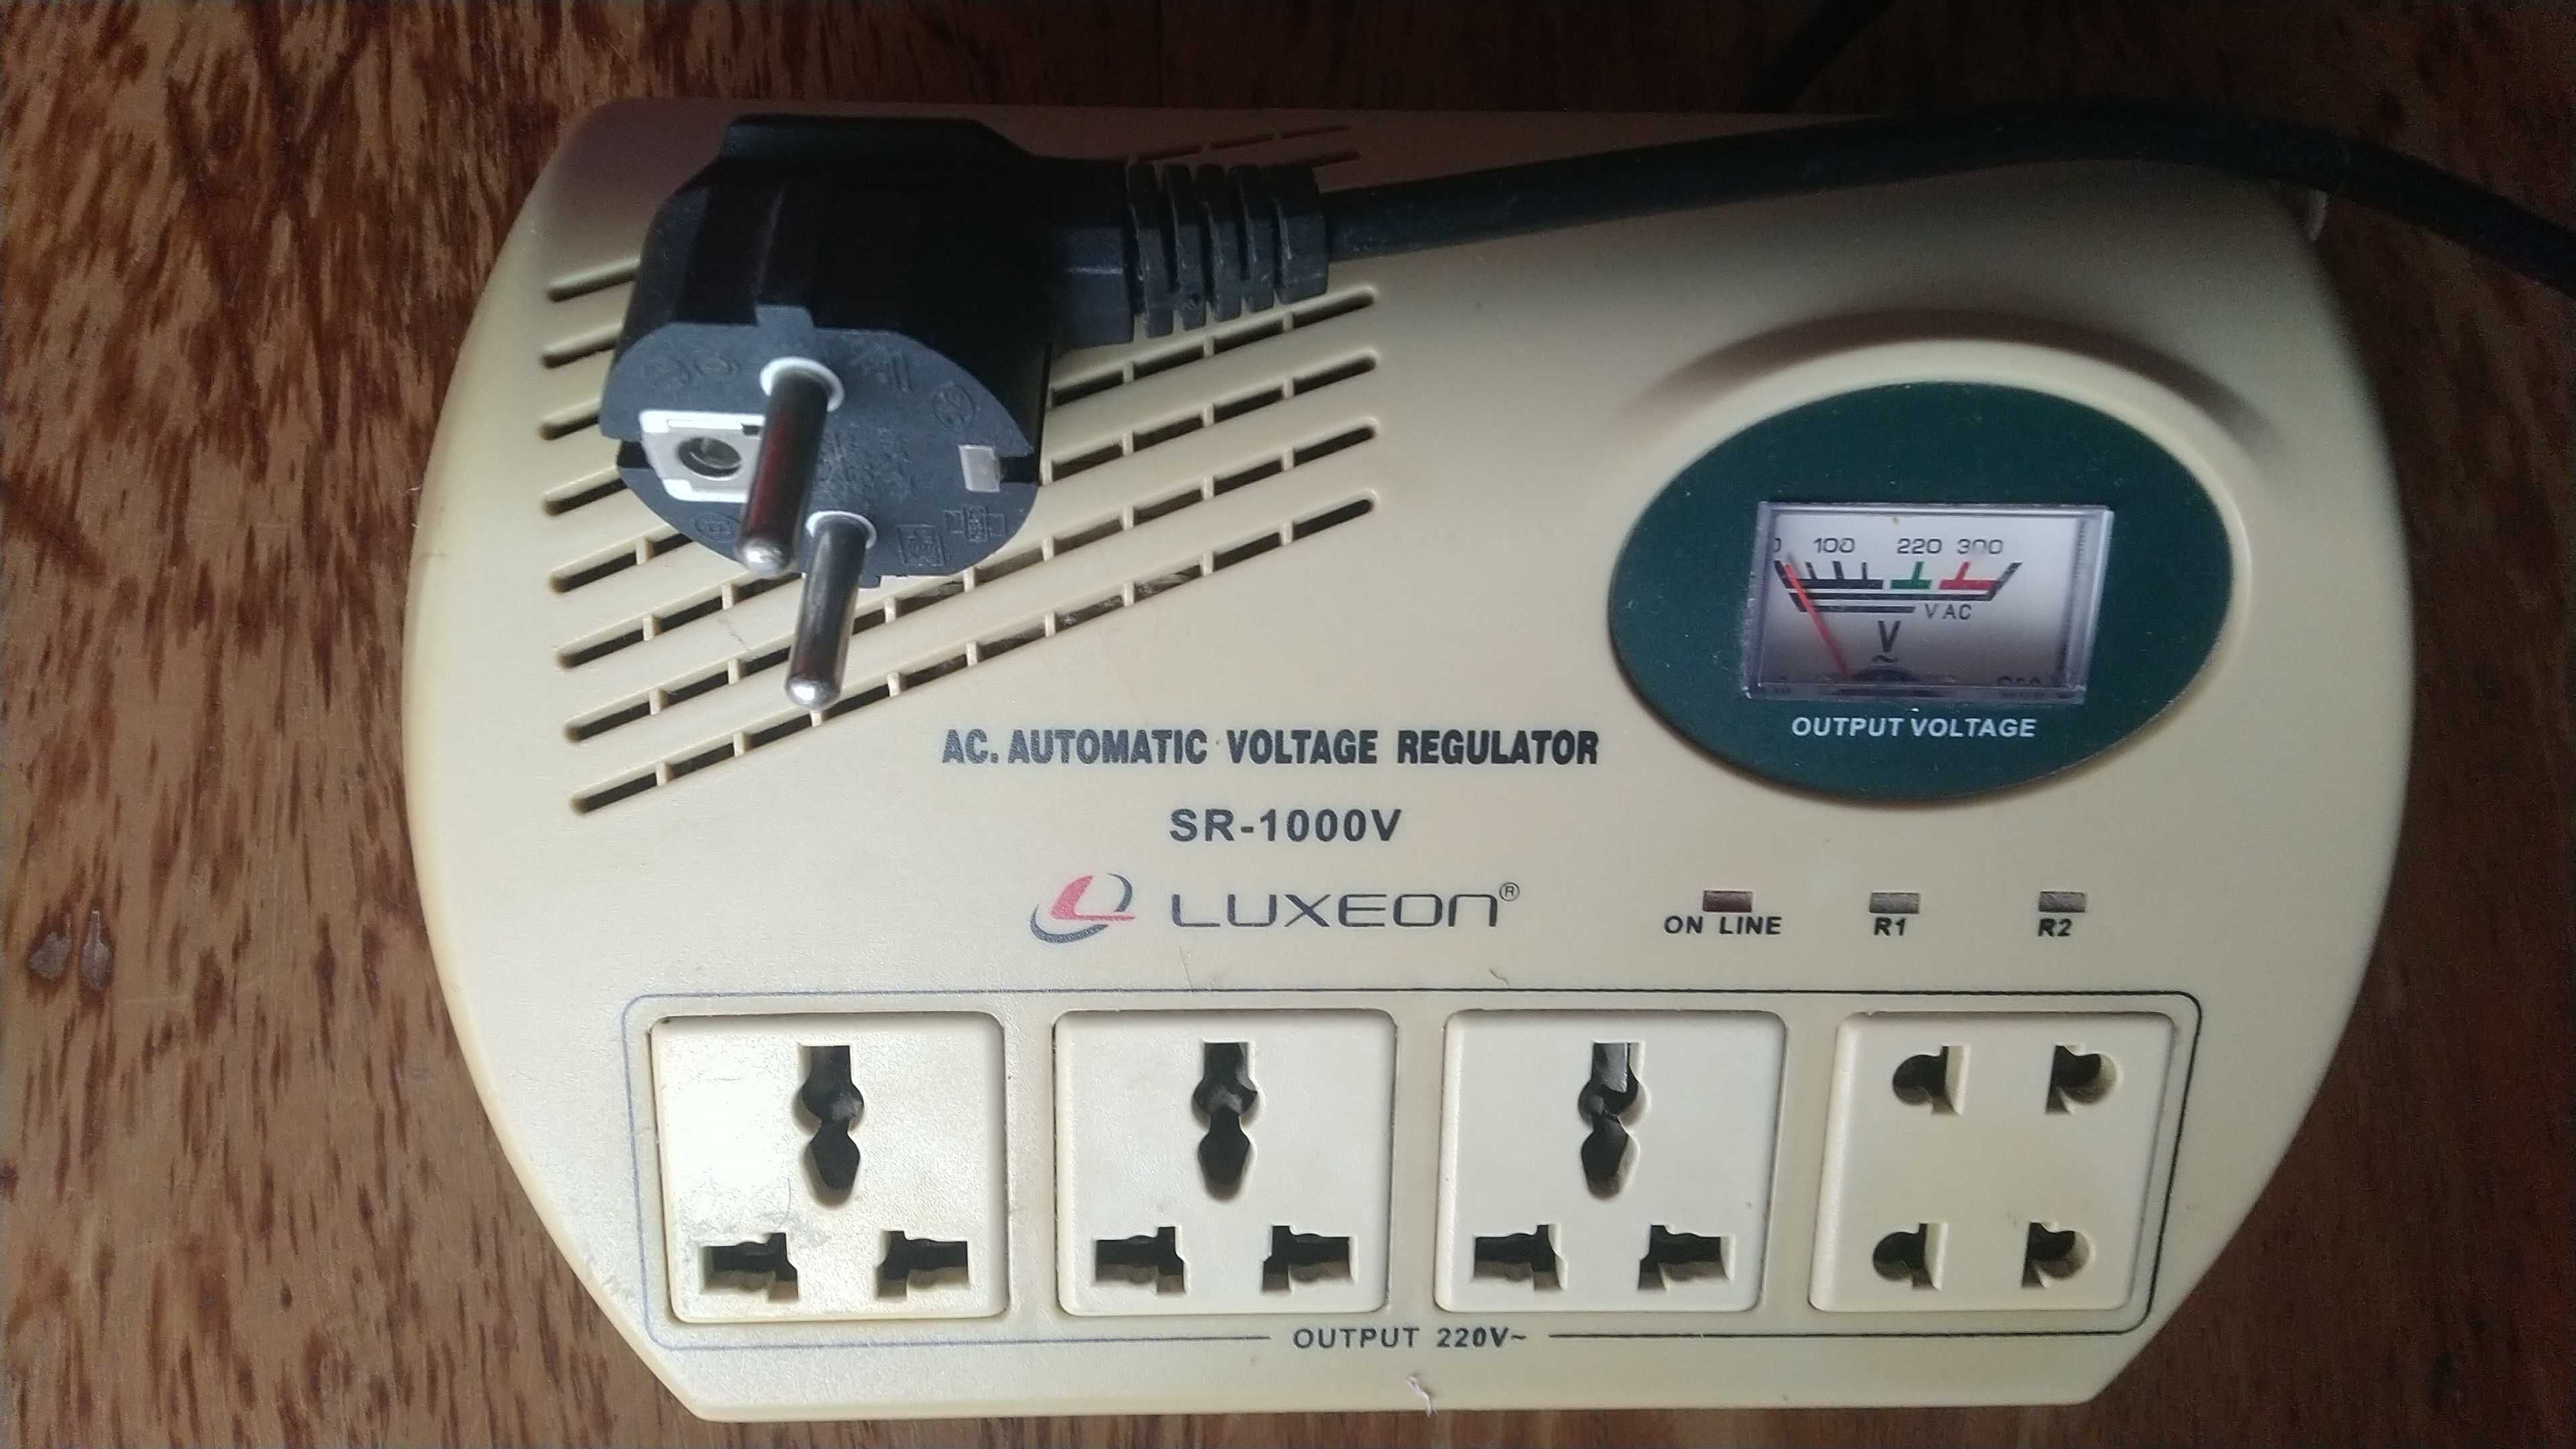 0 100 220 300
V AC
V
~
OUTPUT VOLTAGE
AC. AUTOMATIC VOLTAGE REGULATOR
SR-1000V
LUXEON®
ON LINE R1 R2
OUTPUT 220V~